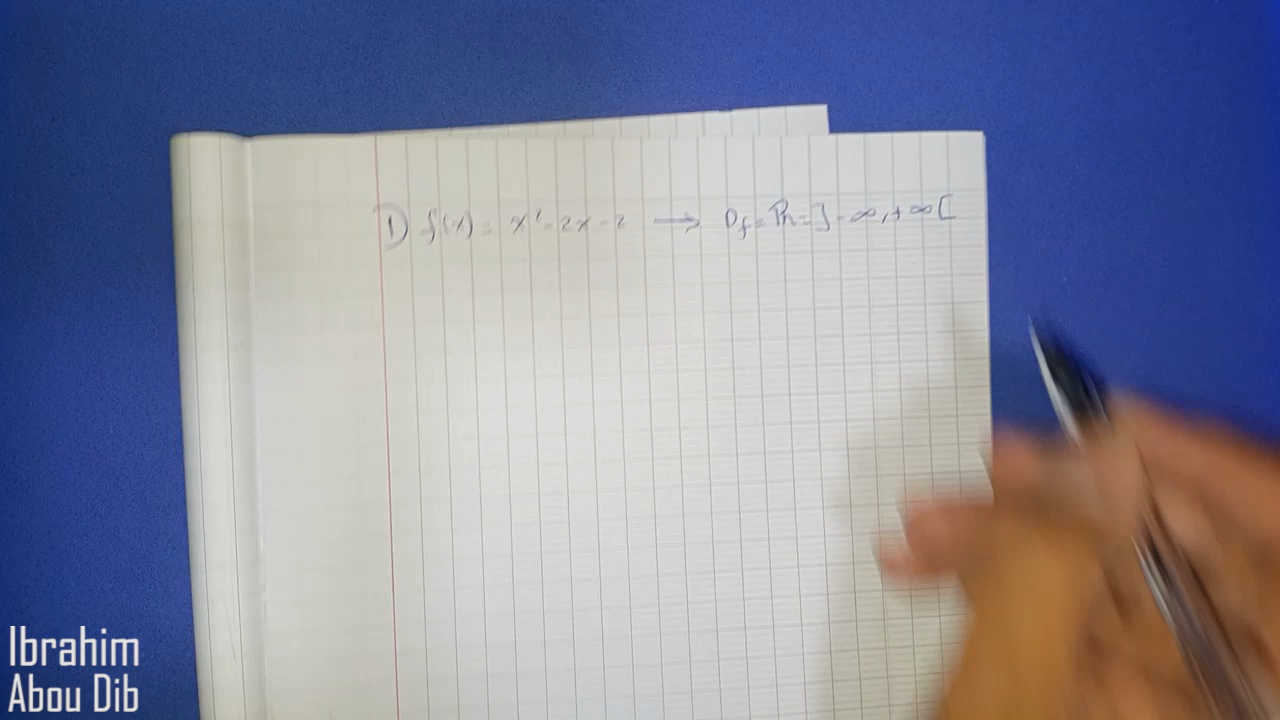 1) f(x) = x² - 2x - 2 → Df = ℝ = ]-∞, +∞[
Ibrahim
Abou Dib